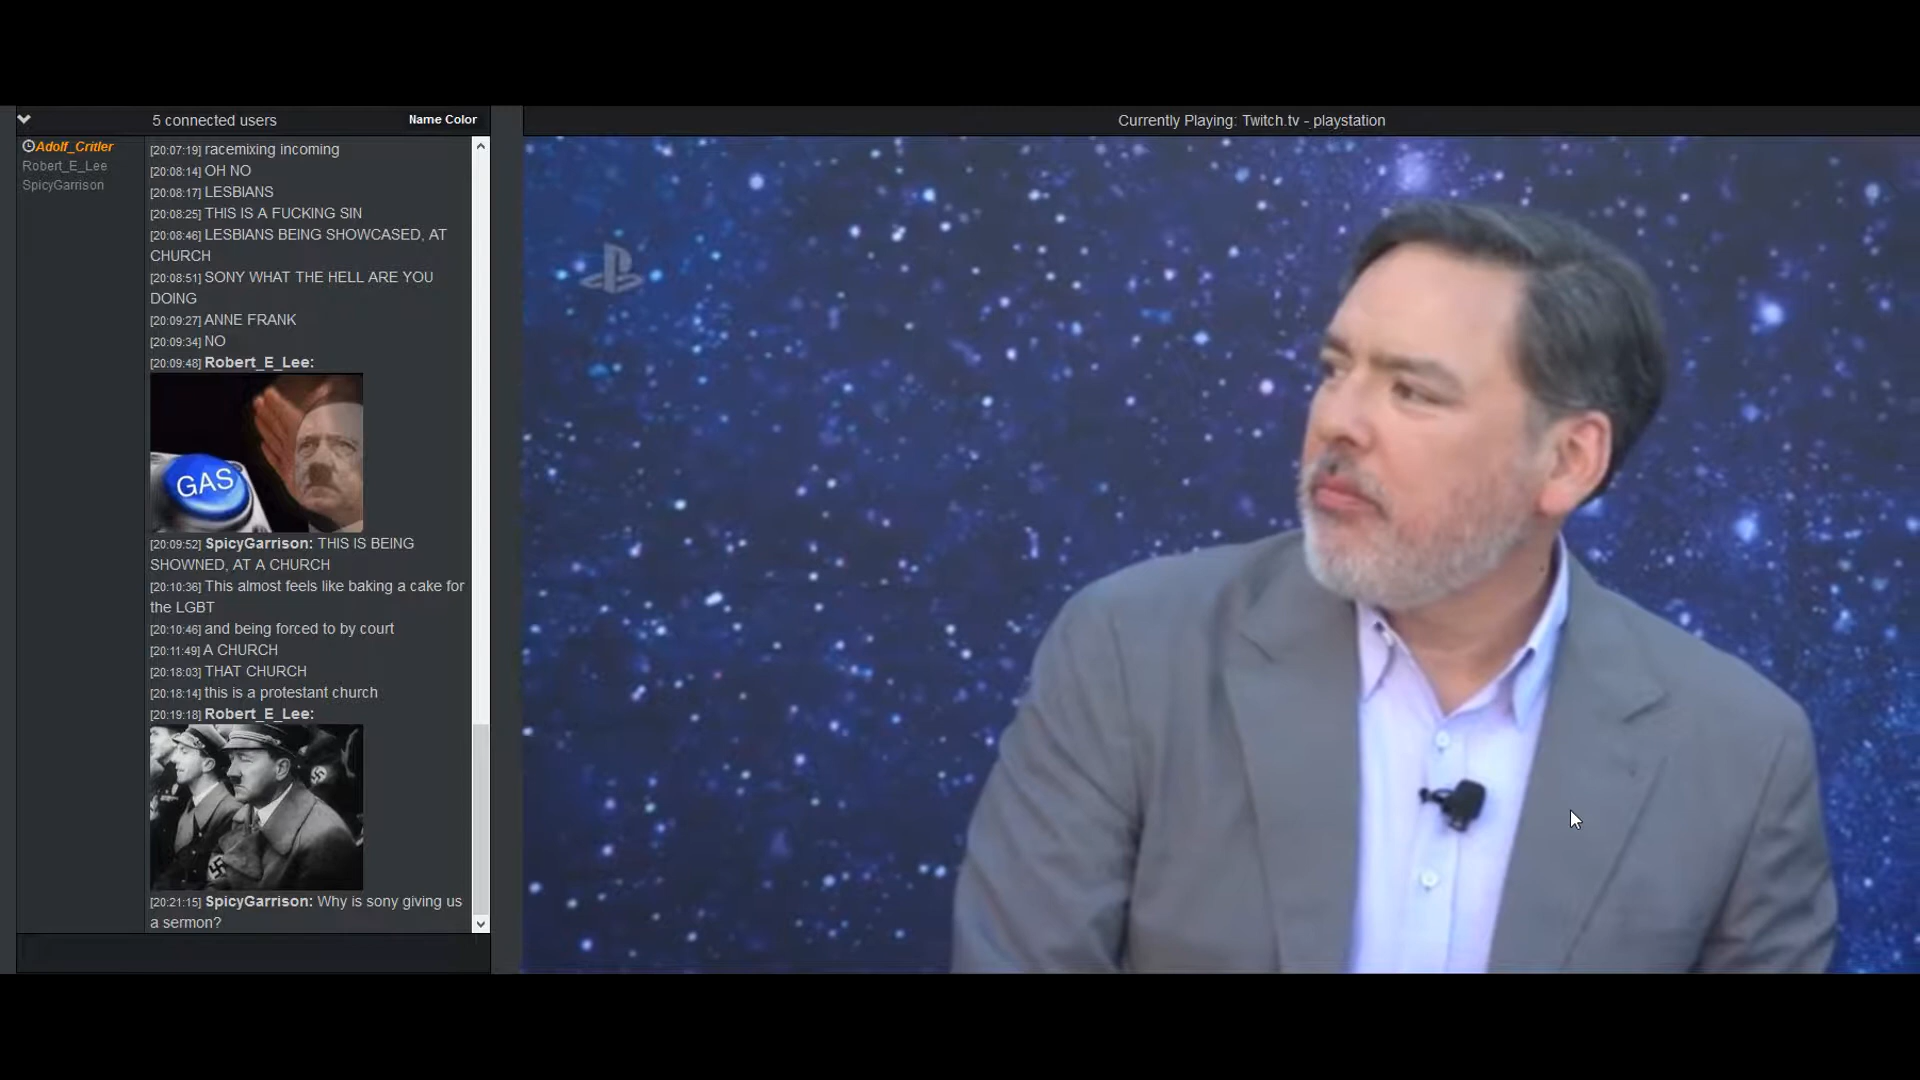 5 connected users
Name Color
Currently Playing: Twitch.tv - playstation
Adolf_Critler
Robert_E_Lee
SpicyGarrison
[20:07:19] racemixing incoming
[20:08:14] OH NO
[20:08:17] LESBIANS
[20:08:25] THIS IS A FUCKING SIN
[20:08:46] LESBIANS BEING SHOWCASED, AT
CHURCH
[20:08:51] SONY WHAT THE HELL ARE YOU
DOING
[20:09:27] ANNE FRANK
[20:09:34] NO
[20:09:48] Robert_E_Lee:
GAS
[20:09:52] SpicyGarrison: THIS IS BEING
SHOWNED, AT A CHURCH
[20:10:36] This almost feels like baking a cake for
the LGBT
[20:10:46] and being forced to by court
[20:11:49] A CHURCH
[20:18:03] THAT CHURCH
[20:18:14] this is a protestant church
[20:19:18] Robert_E_Lee:
[20:21:15] SpicyGarrison: Why is sony giving us
a sermon?